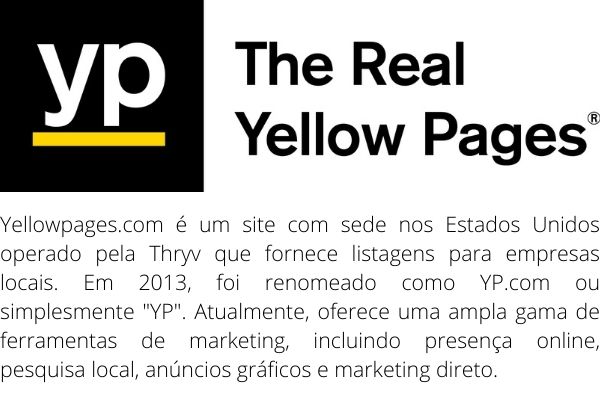 yp
The Real
Yellow Pages®
Yellowpages.com é um site com sede nos Estados Unidos
operado pela Thryv que fornece listagens para empresas
locais. Em 2013, foi renomeado como YP.com ou
simplesmente "YP". Atualmente, oferece uma ampla gama de
ferramentas de marketing, incluindo presença online,
pesquisa local, anúncios gráficos e marketing direto.